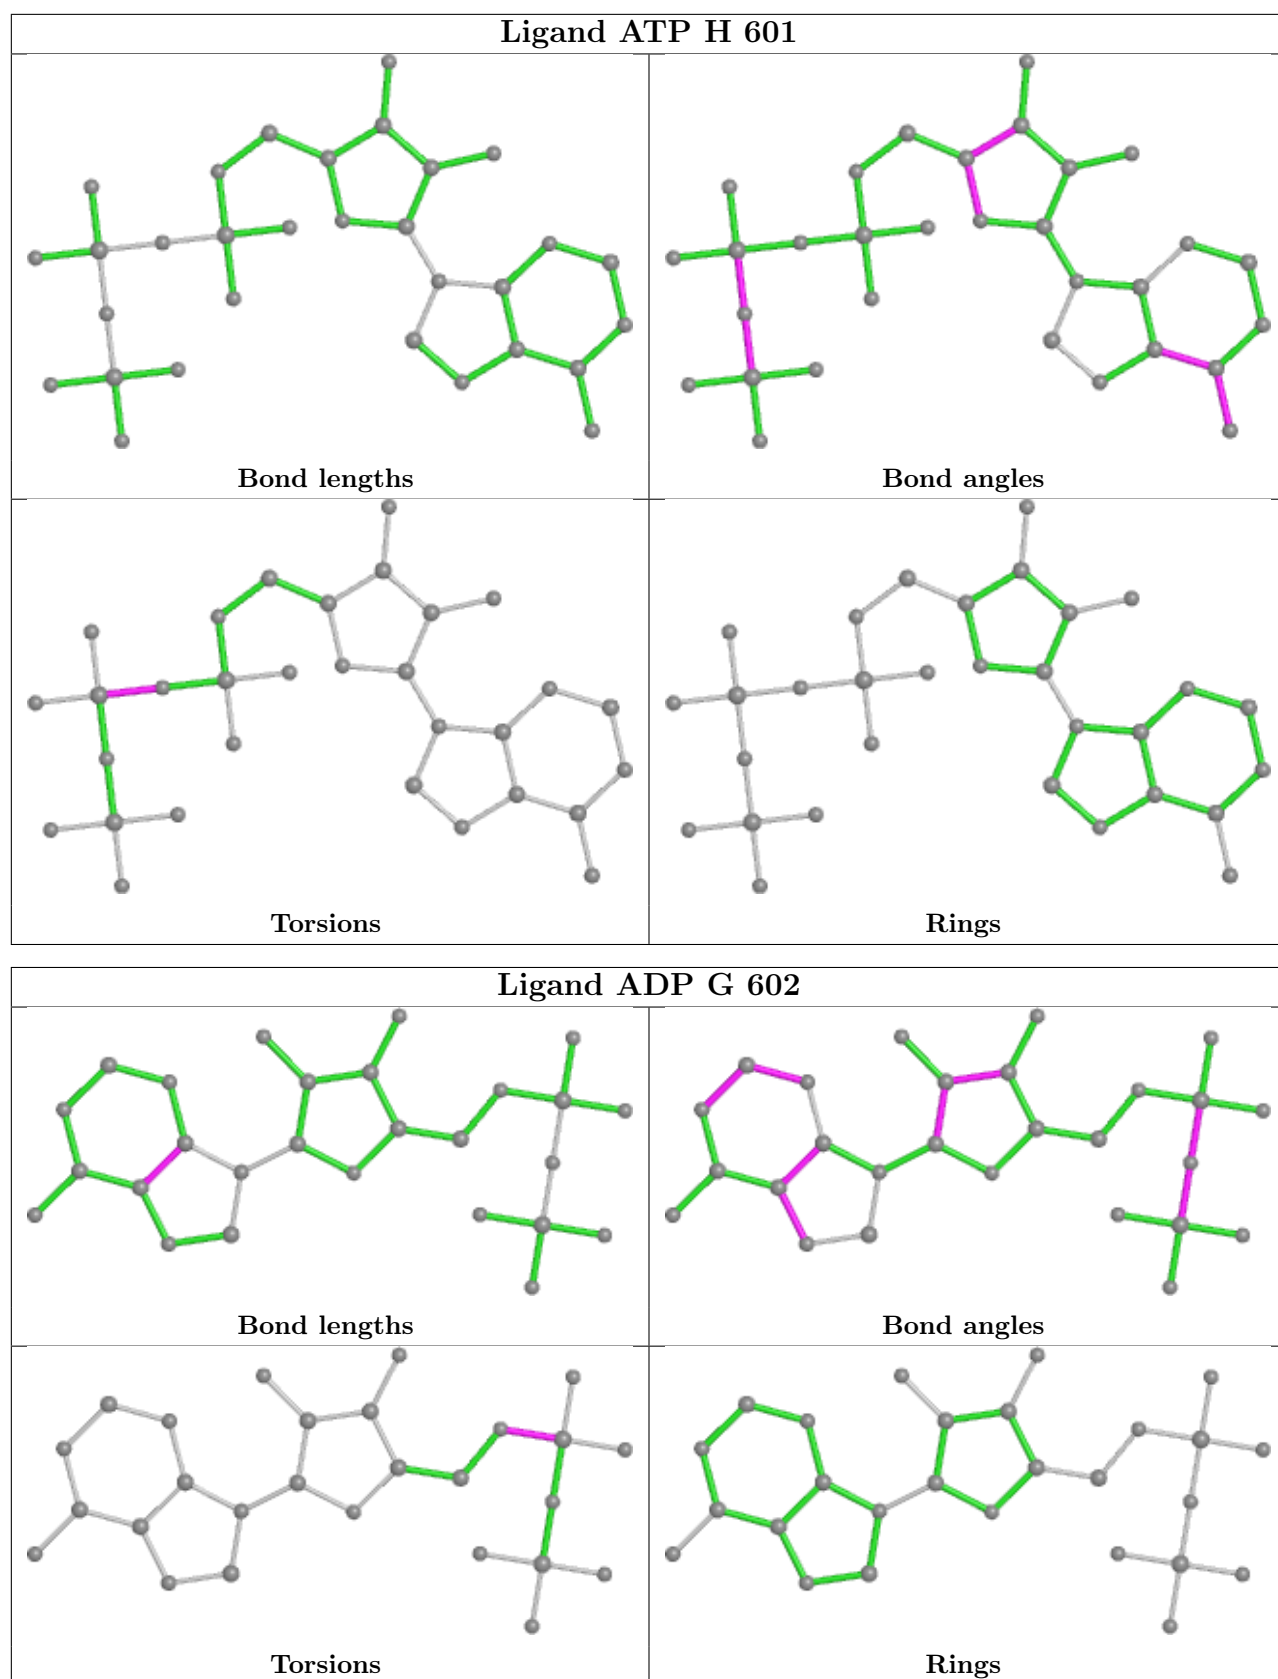 Ligand ATP H 601
Bond lengths
Bond angles
Torsions
Rings
Ligand ADP G 602
Bond lengths
Bond angles
Torsions
Rings